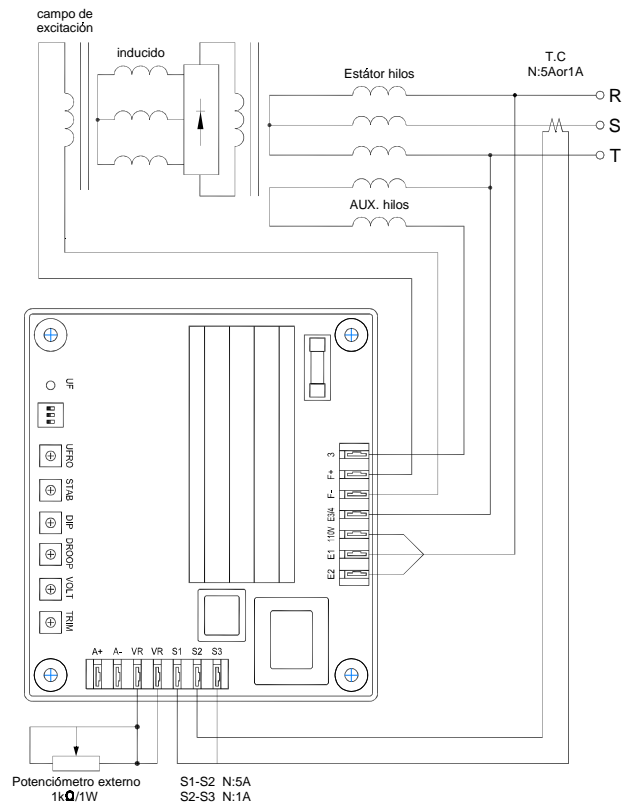 campo de
excitación
inducido
T.C
N:5Aor1A
Estátor hilos
R
S
T
AUX. hilos
UF
UFRO
STAB
DIP
DROOP
VOLT
TRIM
3
F+
F-
E3/4
110V
E1
E2
A+ A- VR VR S1 S2 S3
Potenciómetro externo
1kΩ/1W
S1-S2 N:5A
S2-S3 N:1A